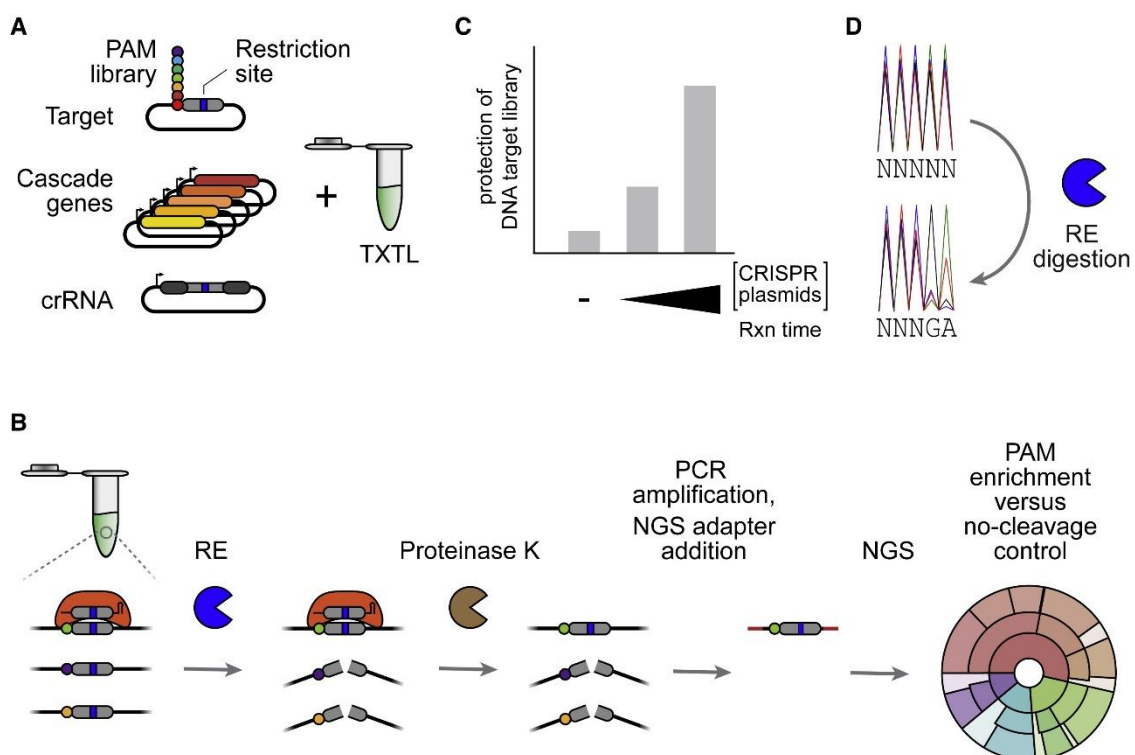 A
PAM
library
Restriction
site
Target
Cascade
genes
+
TXTL
crRNA
C
protection of
DNA target library
-
CRISPR
plasmids
Rxn time
D
NNNNN
RE
digestion
NNNGA
B
RE
Proteinase K
PCR
amplification,
NGS adapter
addition
NGS
PAM
enrichment
versus
no-cleavage
control